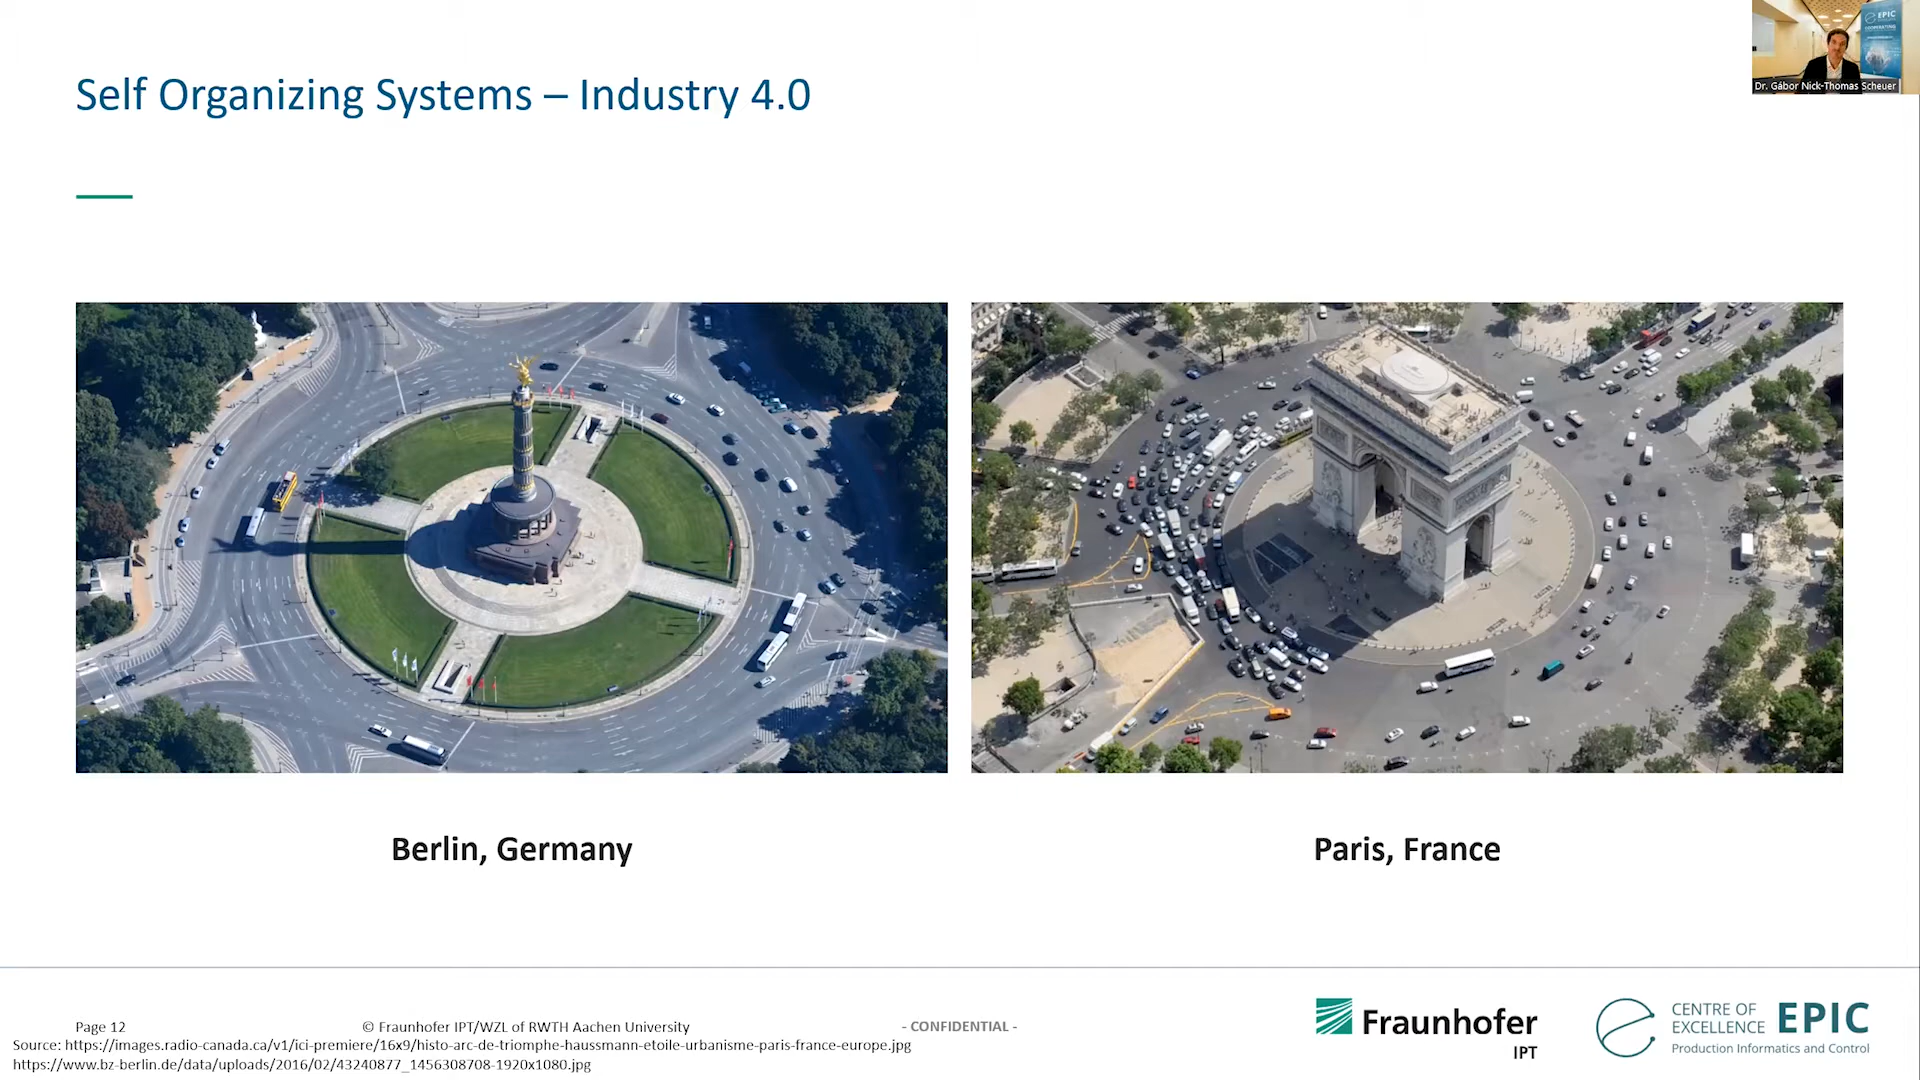 EPIC
Dr. Gábor Nick-Thomas Scheuer
Self Organizing Systems – Industry 4.0
Berlin, Germany
Paris, France
Page 12
© Fraunhofer IPT/WZL of RWTH Aachen University
- CONFIDENTIAL -
Source: https://images.radio-canada.ca/v1/ici-premiere/16x9/histo-arc-de-triomphe-haussmann-etoile-urbanisme-paris-france-europe.jpg
https://www.bz-berlin.de/data/uploads/2016/02/43240877_1456308708-1920x1080.jpg
Fraunhofer
IPT
CENTRE OF
EXCELLENCE EPIC
Production Informatics and Control